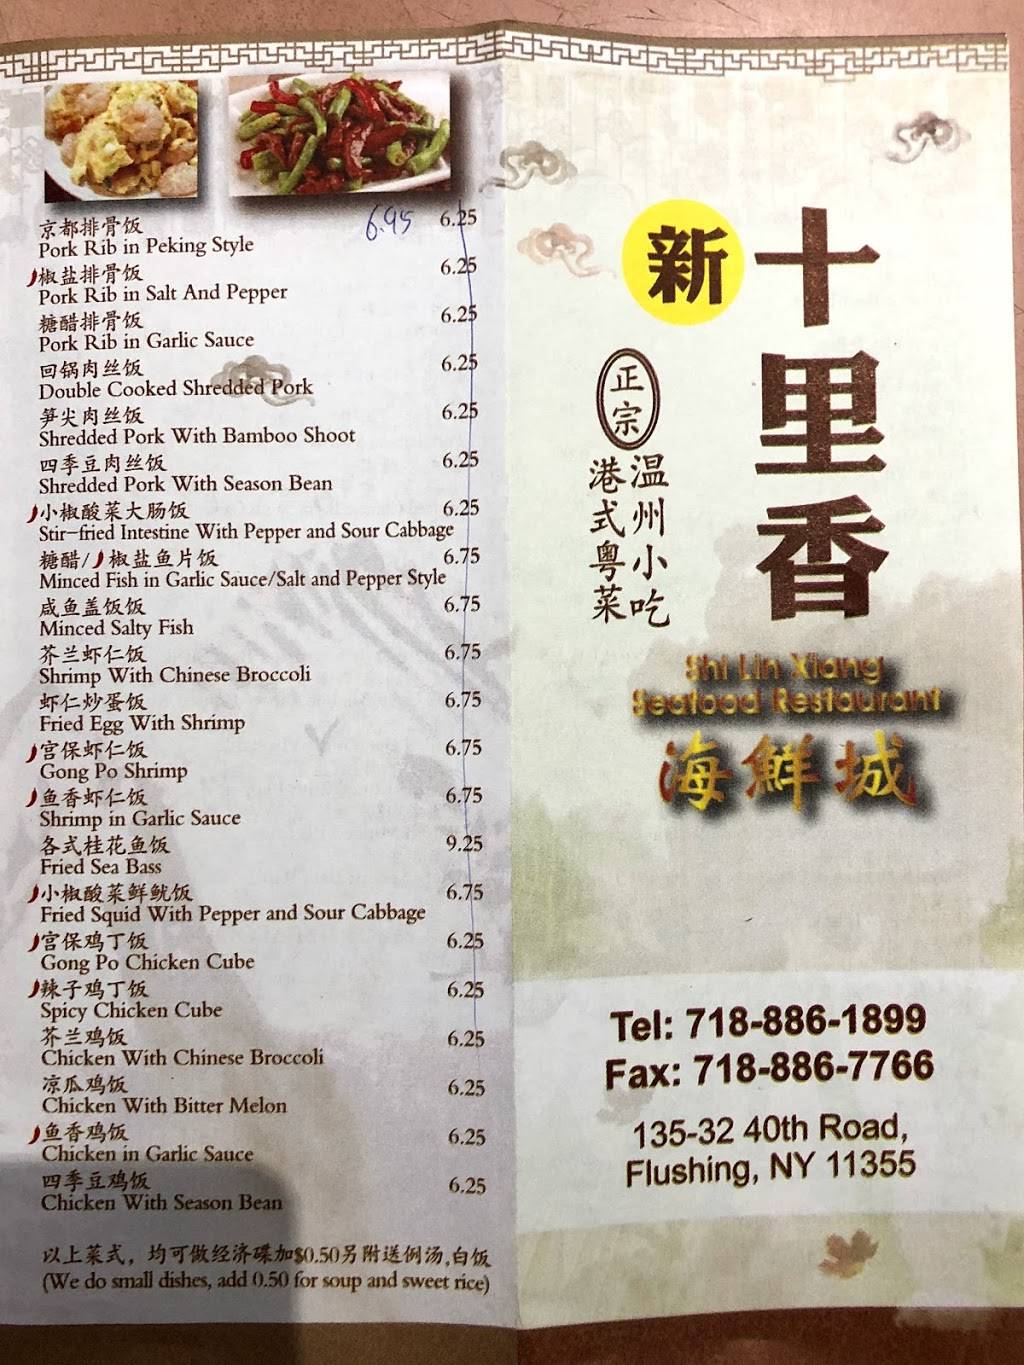 京都排骨饭 6.95 6.25
Pork Rib in Peking Style
椒盐排骨饭 6.25
Pork Rib in Salt And Pepper
糖醋排骨饭 6.25
Pork Rib in Garlic Sauce
回锅肉丝饭 6.25
Double Cooked Shredded Pork
笋尖肉丝饭 6.25
Shredded Pork With Bamboo Shoot
四季豆肉丝饭 6.25
Shredded Pork With Season Bean
小椒酸菜大肠饭 6.25
Stir-fried Intestine With Pepper and Sour Cabbage
糖醋/椒盐鱼片饭 6.75
Minced Fish in Garlic Sauce/Salt and Pepper Style
咸鱼盖饭饭 6.75
Minced Salty Fish
芥兰虾仁饭 6.75
Shrimp With Chinese Broccoli
虾仁炒蛋饭 6.75
Fried Egg With Shrimp
宫保虾仁饭 6.75
Gong Po Shrimp
鱼香虾仁饭 6.75
Shrimp in Garlic Sauce
各式桂花鱼饭 9.25
Fried Sea Bass
小椒酸菜鲜鱿饭 6.75
Fried Squid With Pepper and Sour Cabbage
宫保鸡丁饭 6.25
Gong Po Chicken Cube
辣子鸡丁饭 6.25
Spicy Chicken Cube
芥兰鸡饭 6.25
Chicken With Chinese Broccoli
凉瓜鸡饭 6.25
Chicken With Bitter Melon
鱼香鸡饭 6.25
Chicken in Garlic Sauce
四季豆鸡饭 6.25
Chicken With Season Bean
以上菜式，均可做经济碟加$0.50另附送例汤,白饭
(We do small dishes, add 0.50 for soup and sweet rice)
新
十里香
正宗
温州小吃
港式粤菜
Shi Lin Xiang
Seafood Restaurant
海鮮城
Tel: 718-886-1899
Fax: 718-886-7766
135-32 40th Road,
Flushing, NY 11355